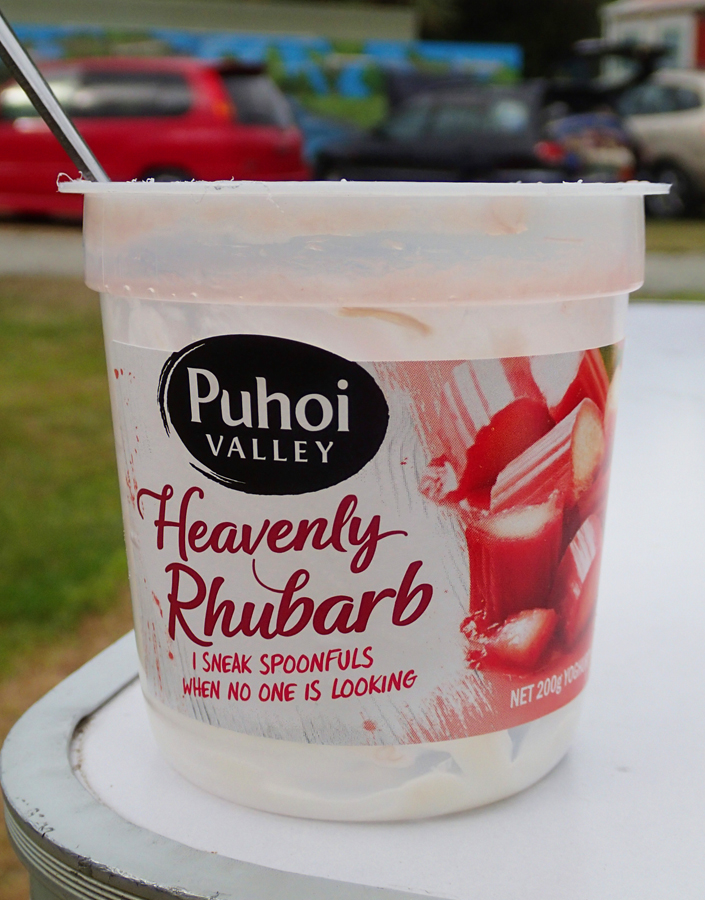 Puhoi
VALLEY
Heavenly
Rhubarb
I SNEAK SPOONFULS
WHEN NO ONE IS LOOKING
NET 200g